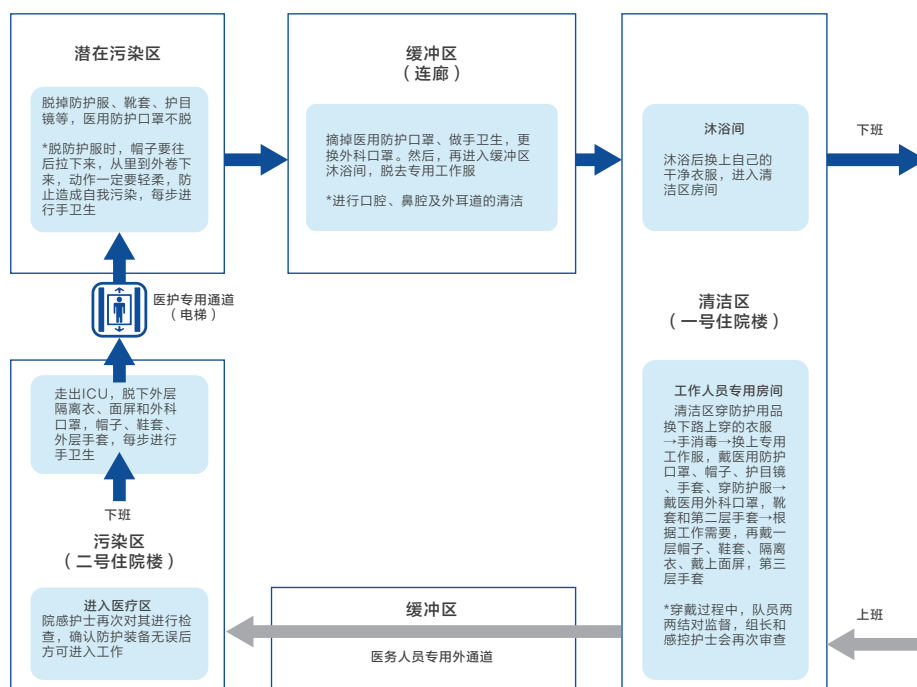 潜在污染区
脱掉防护服、靴套、护目
镜等，医用防护口罩不脱
*脱防护服时，帽子要往
后拉下来，从里到外卷下
来，动作一定要轻柔，防
止造成自我污染，每步进
行手卫生
缓冲区
（连廊）
摘掉医用防护口罩、做手卫生，更
换外科口罩。然后，再进入缓冲区
沐浴间，脱去专用工作服
*进行口腔、鼻腔及外耳道的清洁
沐浴间
沐浴后换上自己的
干净衣服，进入清
洁区房间
下班
医护专用通道
（电梯）
清洁区
（一号住院楼）
走出ICU，脱下外层
隔离衣、面屏和外科
口罩，帽子、鞋套、
外层手套，每步进行
手卫生
下班
污染区
（二号住院楼）
进入医疗区
院感护士再次对其进行检
查，确认防护装备无误后
方可进入工作
缓冲区
医务人员专用外通道
工作人员专用房间
清洁区穿防护用品
换下路上穿的衣服
→手消毒→换上专用
工作服，戴医用防护
口罩、帽子、护目镜
、手套、穿防护服→
戴医用外科口罩，靴
套和第二层手套→根
据工作需要，再戴一
层帽子、鞋套、隔离
衣、戴上面屏，第三
层手套
*穿戴过程中，队员两
两结对监督，组长和
感控护士会再次审查
上班